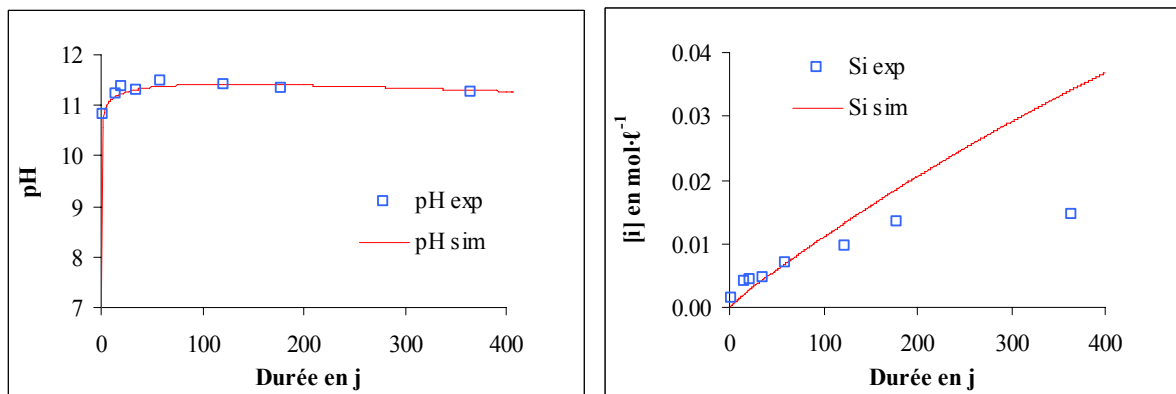 12
11
10
9
8
7
pH
pH exp
pH sim
0 100 200 300 400
Durée en j
0.04
0.03
0.02
0.01
0.00
[i] en mol·ℓ⁻¹
Si exp
Si sim
0 100 200 300 400
Durée en j